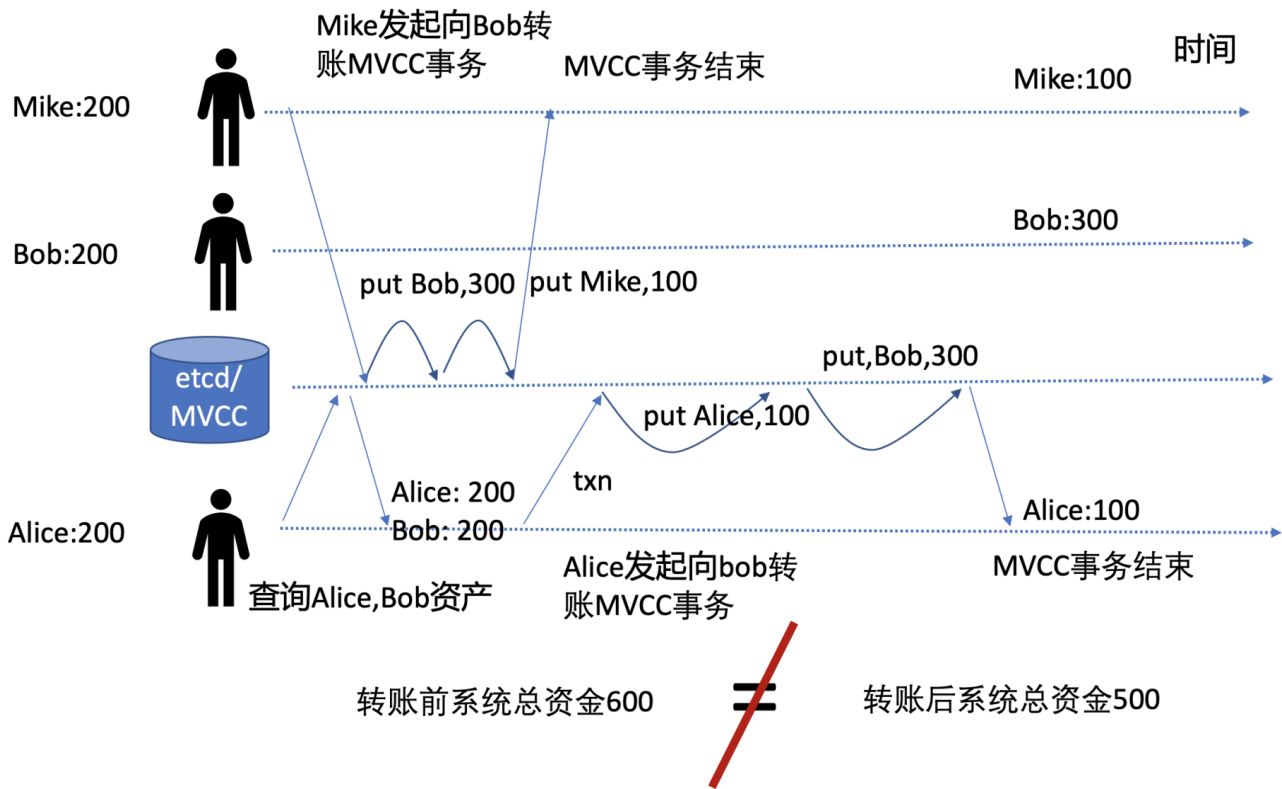 Mike发起向Bob转
账MVCC事务
MVCC事务结束
时间
Mike:200
Mike:100
Bob:200
Bob:300
put Bob,300
put Mike,100
etcd/
MVCC
put,Bob,300
put Alice,100
Alice: 200
Bob: 200
txn
Alice:200
Alice:100
查询Alice,Bob资产
Alice发起向bob转
账MVCC事务
MVCC事务结束
转账前系统总资金600
=
转账后系统总资金500